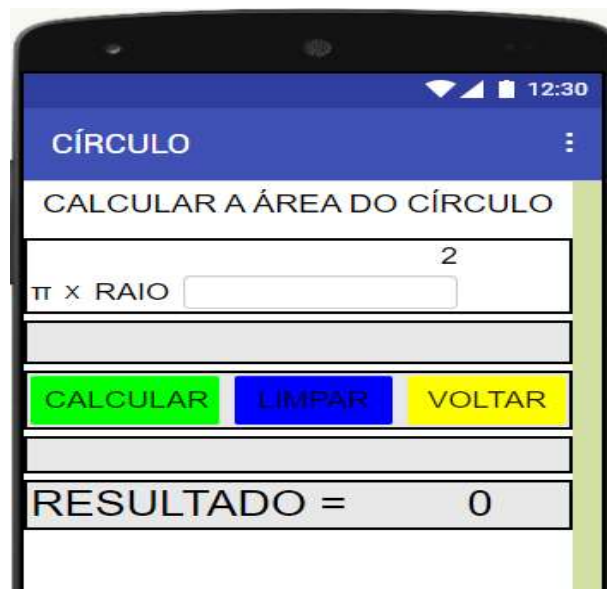 12:30
CÍRCULO
CALCULAR A ÁREA DO CÍRCULO
2
π x RAIO
CALCULAR LIMPAR VOLTAR
RESULTADO = 0